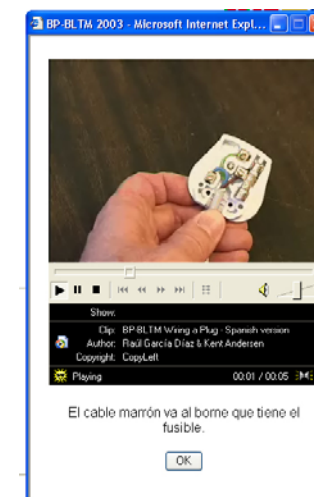 BP-BLTM 2003 - Microsoft Internet Expl...
Show:
Clip: BP-BLTM Wiring a Plug - Spanish version
Author: Raúl García Díaz & Kent Andersen
Copyright: CopyLeft
Playing 00:01 / 00:05
El cable marrón va al borne que tiene el
fusible.
OK